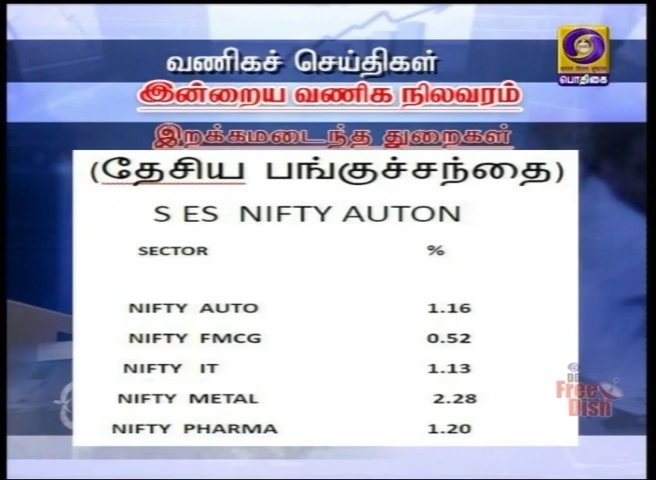 வணிகச் செய்திகள்
இன்றைய வணிக நிலவரம்
இறக்கமடைந்த துறைகள்
(தேசிய பங்குச்சந்தை)
S ES NIFTY AUTON
SECTOR %
NIFTY AUTO 1.16
NIFTY FMCG 0.52
NIFTY IT 1.13
NIFTY METAL 2.28
NIFTY PHARMA 1.20
பொதிகை
DD
Free
Dish